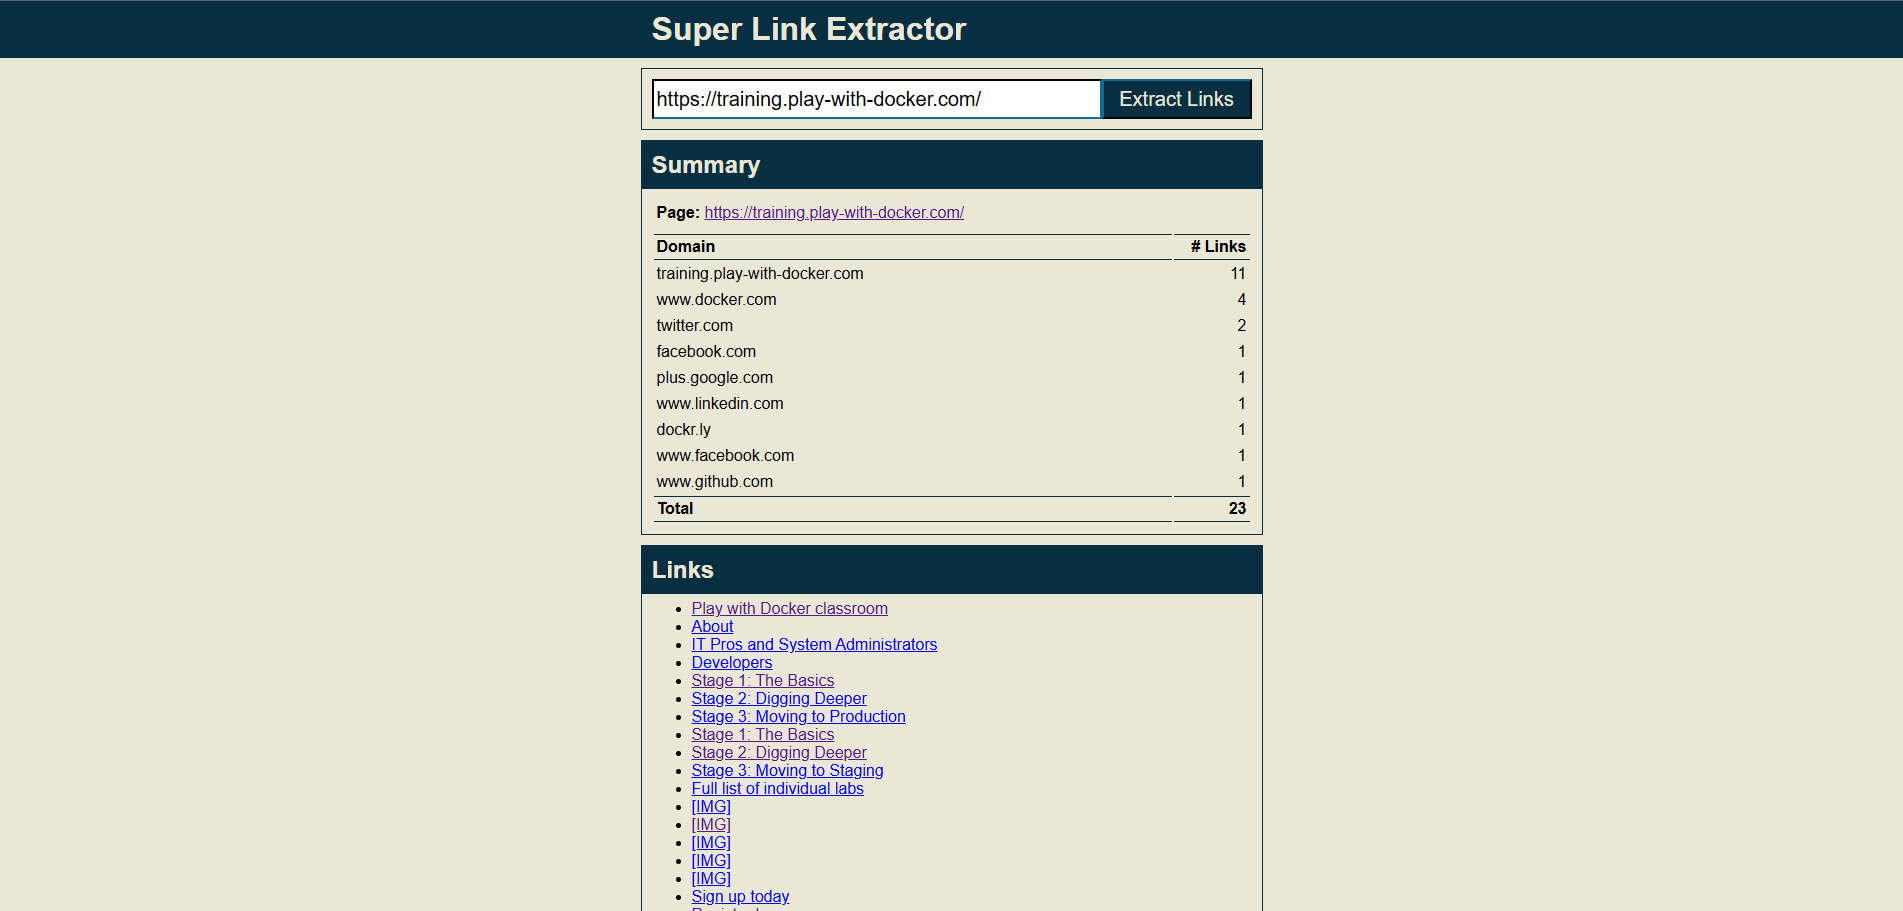 Super Link Extractor
https://training.play-with-docker.com/ Extract Links
Summary
Page: https://training.play-with-docker.com/
Domain # Links
training.play-with-docker.com 11
www.docker.com 4
twitter.com 2
facebook.com 1
plus.google.com 1
www.linkedin.com 1
dockr.ly 1
www.facebook.com 1
www.github.com 1
Total 23
Links
Play with Docker classroom
About
IT Pros and System Administrators
Developers
Stage 1: The Basics
Stage 2: Digging Deeper
Stage 3: Moving to Production
Stage 1: The Basics
Stage 2: Digging Deeper
Stage 3: Moving to Staging
Full list of individual labs
[IMG]
[IMG]
[IMG]
[IMG]
[IMG]
Sign up today